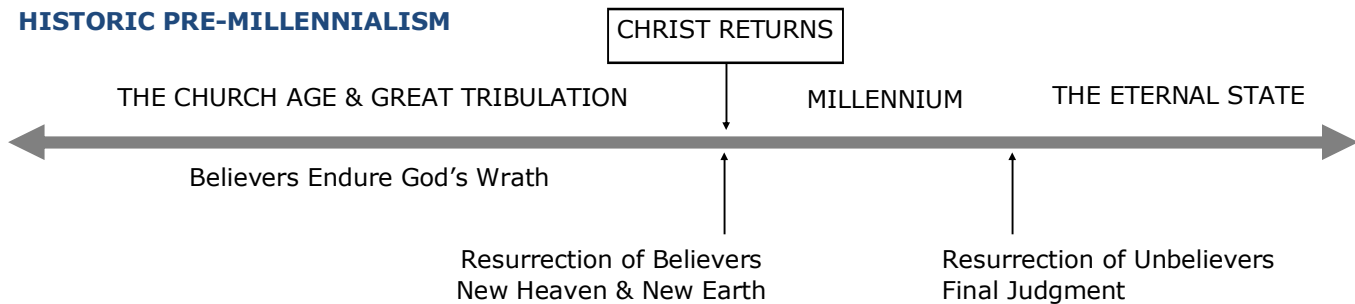 HISTORIC PRE-MILLENNIALISM
CHRIST RETURNS
THE CHURCH AGE & GREAT TRIBULATION
MILLENNIUM
THE ETERNAL STATE
Believers Endure God’s Wrath
Resurrection of Believers
New Heaven & New Earth
Resurrection of Unbelievers
Final Judgment